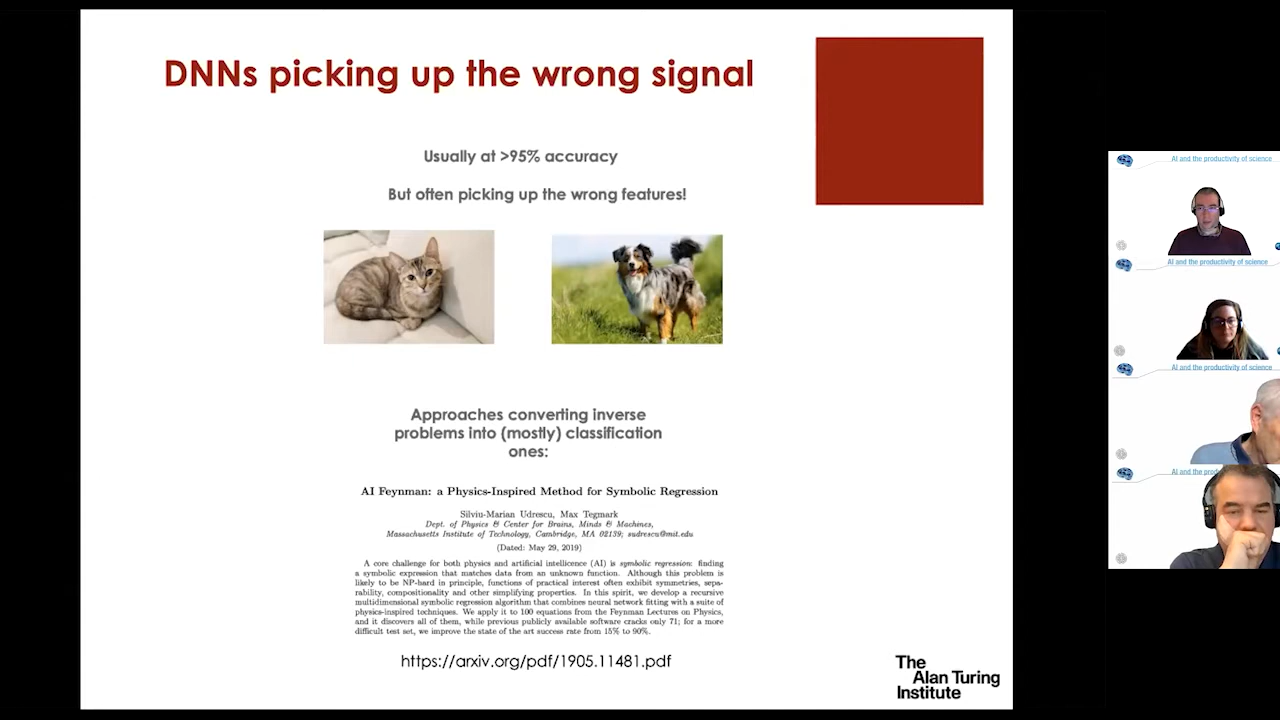 DNNs picking up the wrong signal
Usually at >95% accuracy
But often picking up the wrong features!
Approaches converting inverse
problems into (mostly) classification
ones:
AI Feynman: a Physics-Inspired Method for Symbolic Regression
Silviu-Marian Udrescu, Max Tegmark
Dept. of Physics & Center for Brains, Minds & Machines,
Massachusetts Institute of Technology, Cambridge, MA 02139; sudrescu@mit.edu
(Dated: May 29, 2019)
A core challenge for both physics and artificial intellicence (AI) is symbolic regression: finding
a symbolic expression that matches data from an unknown function. Although this problem is
likely to be NP-hard in principle, functions of practical interest often exhibit symmetries, sepa-
rability, compositionality and other simplifying properties. In this spirit, we develop a recursive
multidimensional symbolic regression algorithm that combines neural network fitting with a suite of
physics-inspired techniques. We apply it to 100 equations from the Feynman Lectures on Physics,
and it discovers all of them, while previous publicly available software cracks only 71; for a more
difficult test set, we improve the state of the art success rate from 15% to 90%.
https://arxiv.org/pdf/1905.11481.pdf
The
Alan Turing
Institute
AI and the productivity of science
AI and the productivity of science
AI and the productivity of science
AI and the